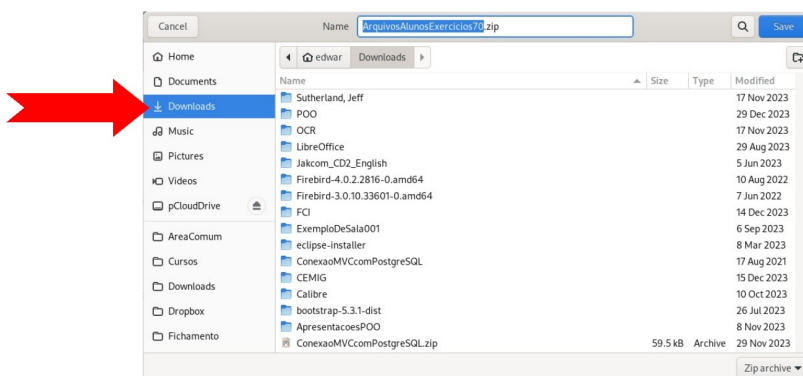 Cancel Name ArquivosAlunosExercicios70.zip Save
Home edwar Downloads
Documents Name Size Type Modified
Downloads Sutherland, Jeff 17 Nov 2023
POO 29 Dec 2023
Music OCR 17 Nov 2023
LibreOffice 29 Aug 2023
Pictures Jakcom_CD2_English 5 Jun 2023
Videos Firebird-4.0.2.2816-0.amd64 10 Aug 2022
Firebird-3.0.10.33601-0.amd64 7 Jun 2022
pCloudDrive FCI 14 Dec 2023
ExemploDeSala001 6 Sep 2023
AreaComum eclipse-installer 8 Mar 2023
Cursos ConexaoMVCcomPostgreSQL 17 Aug 2021
CEMIG 15 Dec 2023
Downloads Calibre 10 Oct 2023
Dropbox bootstrap-5.3.1-dist 26 Jul 2023
ApresentacoesPOO 8 Nov 2023
Fichamento ConexaoMVCcomPostgreSQL.zip 59.5 kB Archive 29 Nov 2023
Zip archive